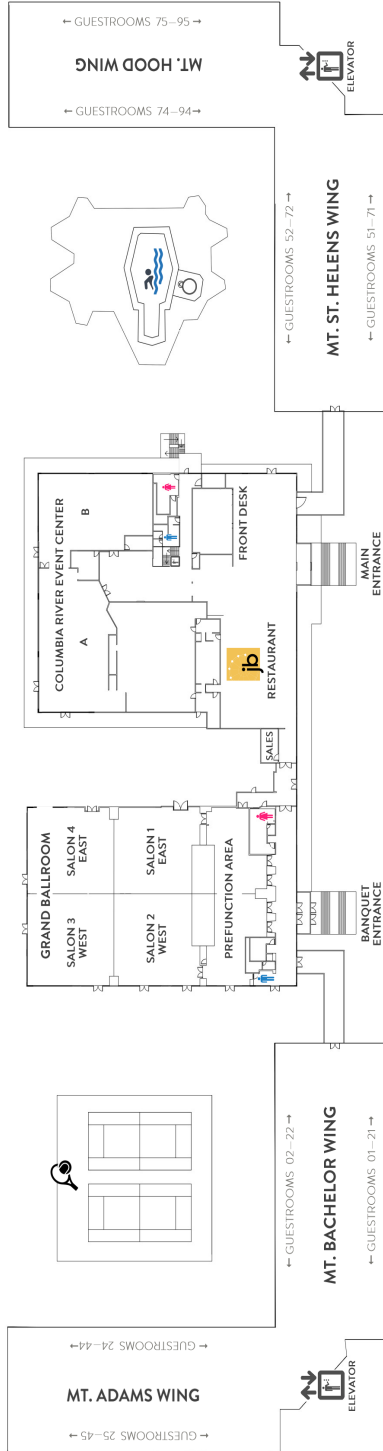 ← GUESTROOMS 25–45 →
MT. ADAMS WING
← GUESTROOMS 24–44 →
ELEVATOR
← GUESTROOMS 02–22 →
MT. BACHELOR WING
← GUESTROOMS 01–21 →
GRAND BALLROOM
SALON 3
WEST
SALON 4
EAST
SALON 2
WEST
SALON 1
EAST
PREFUNCTION AREA
BANQUET
ENTRANCE
SALES
COLUMBIA RIVER EVENT CENTER
A
B
jb
RESTAURANT
FRONT DESK
MAIN
ENTRANCE
← GUESTROOMS 52–72 →
MT. ST. HELENS WING
← GUESTROOMS 51–71 →
← GUESTROOMS 74–94 →
MT. HOOD WING
← GUESTROOMS 75–95 →
ELEVATOR